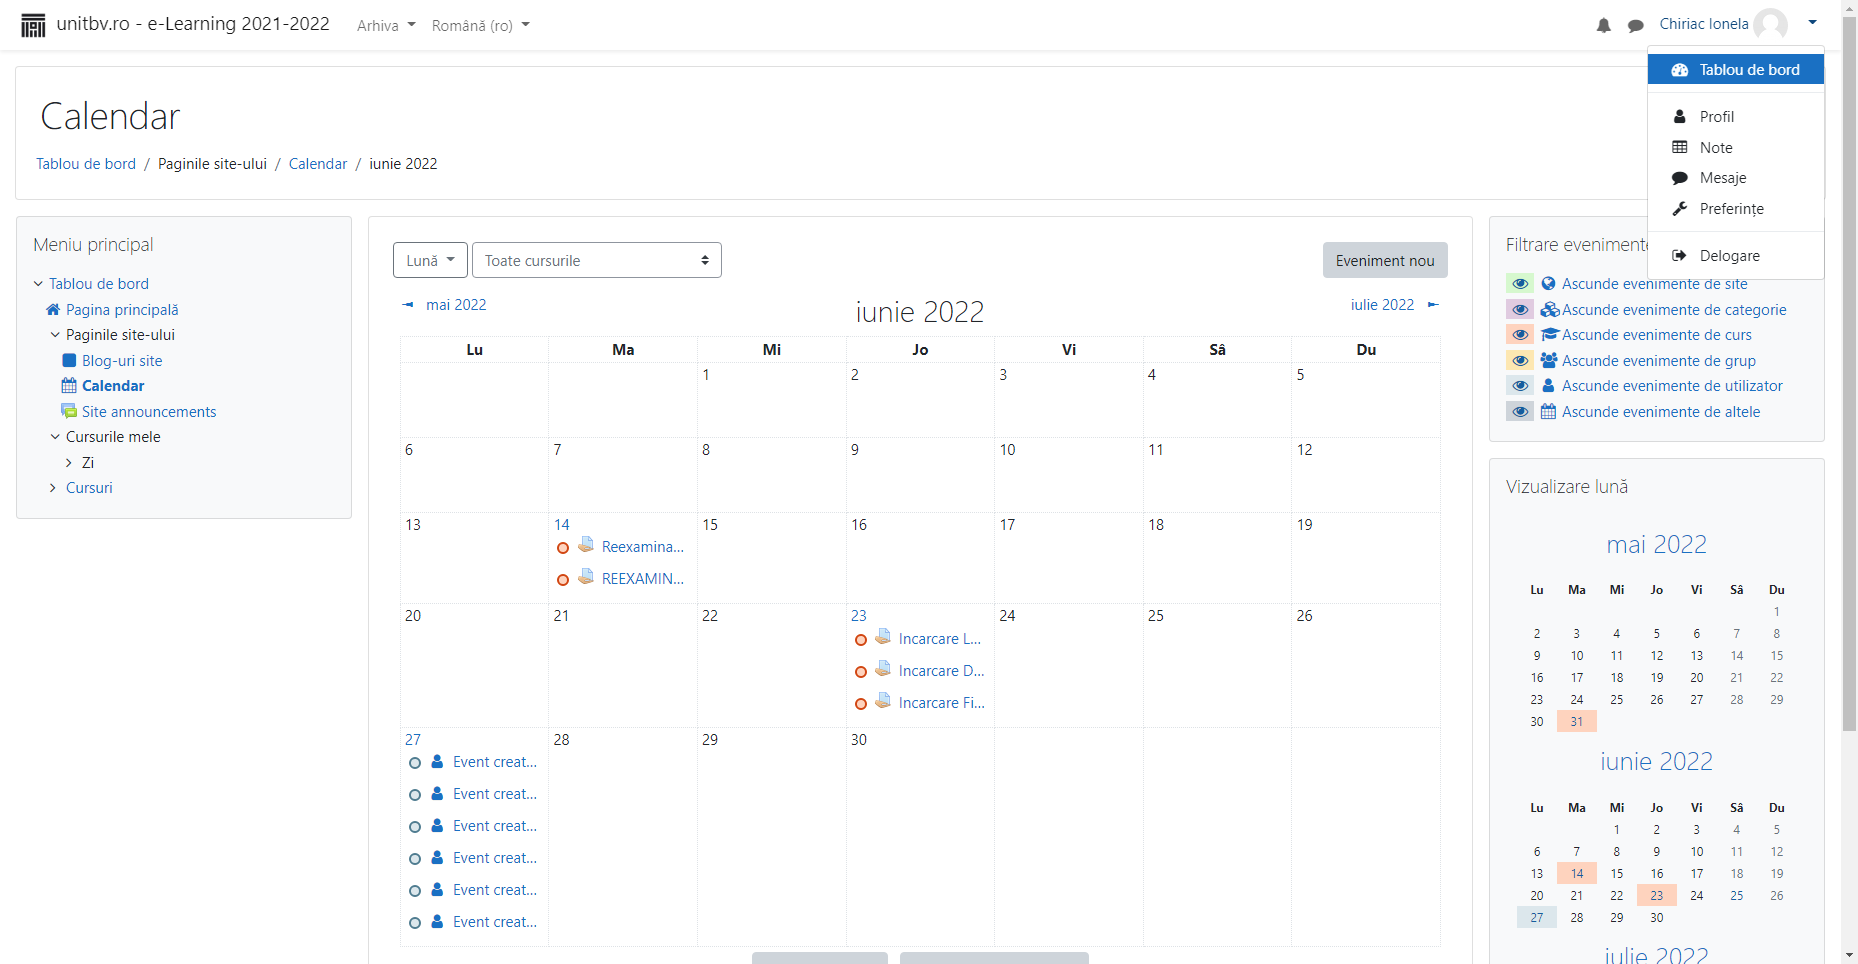 unitbv.ro - e-Learning 2021-2022
Arhiva
Română (ro)
Chiriac Ionela
Tablou de bord
Profil
Note
Mesaje
Preferințe
Delogare
Calendar
Tablou de bord / Paginile site-ului / Calendar / iunie 2022
Meniu principal
Tablou de bord
Pagina principală
Paginile site-ului
Blog-uri site
Calendar
Site announcements
Cursurile mele
Zi
Cursuri
Lună
Toate cursurile
Eveniment nou
mai 2022
iunie 2022
iulie 2022
Lu Ma Mi Jo Vi Sâ Du
1 2 3 4 5
6 7 8 9 10 11 12
13 14 15 16 17 18 19
Reexamina...
REEXAMIN...
20 21 22 23 24 25 26
Incarcare L...
Incarcare D...
Incarcare Fi...
27 28 29 30
Event creat...
Event creat...
Event creat...
Event creat...
Event creat...
Event creat...
Filtrare evenimente
Ascunde evenimente de site
Ascunde evenimente de categorie
Ascunde evenimente de curs
Ascunde evenimente de grup
Ascunde evenimente de utilizator
Ascunde evenimente de altele
Vizualizare lună
mai 2022
Lu Ma Mi Jo Vi Sâ Du
1
2 3 4 5 6 7 8
9 10 11 12 13 14 15
16 17 18 19 20 21 22
23 24 25 26 27 28 29
30 31
iunie 2022
Lu Ma Mi Jo Vi Sâ Du
1 2 3 4 5
6 7 8 9 10 11 12
13 14 15 16 17 18 19
20 21 22 23 24 25 26
27 28 29 30
iulie 2022